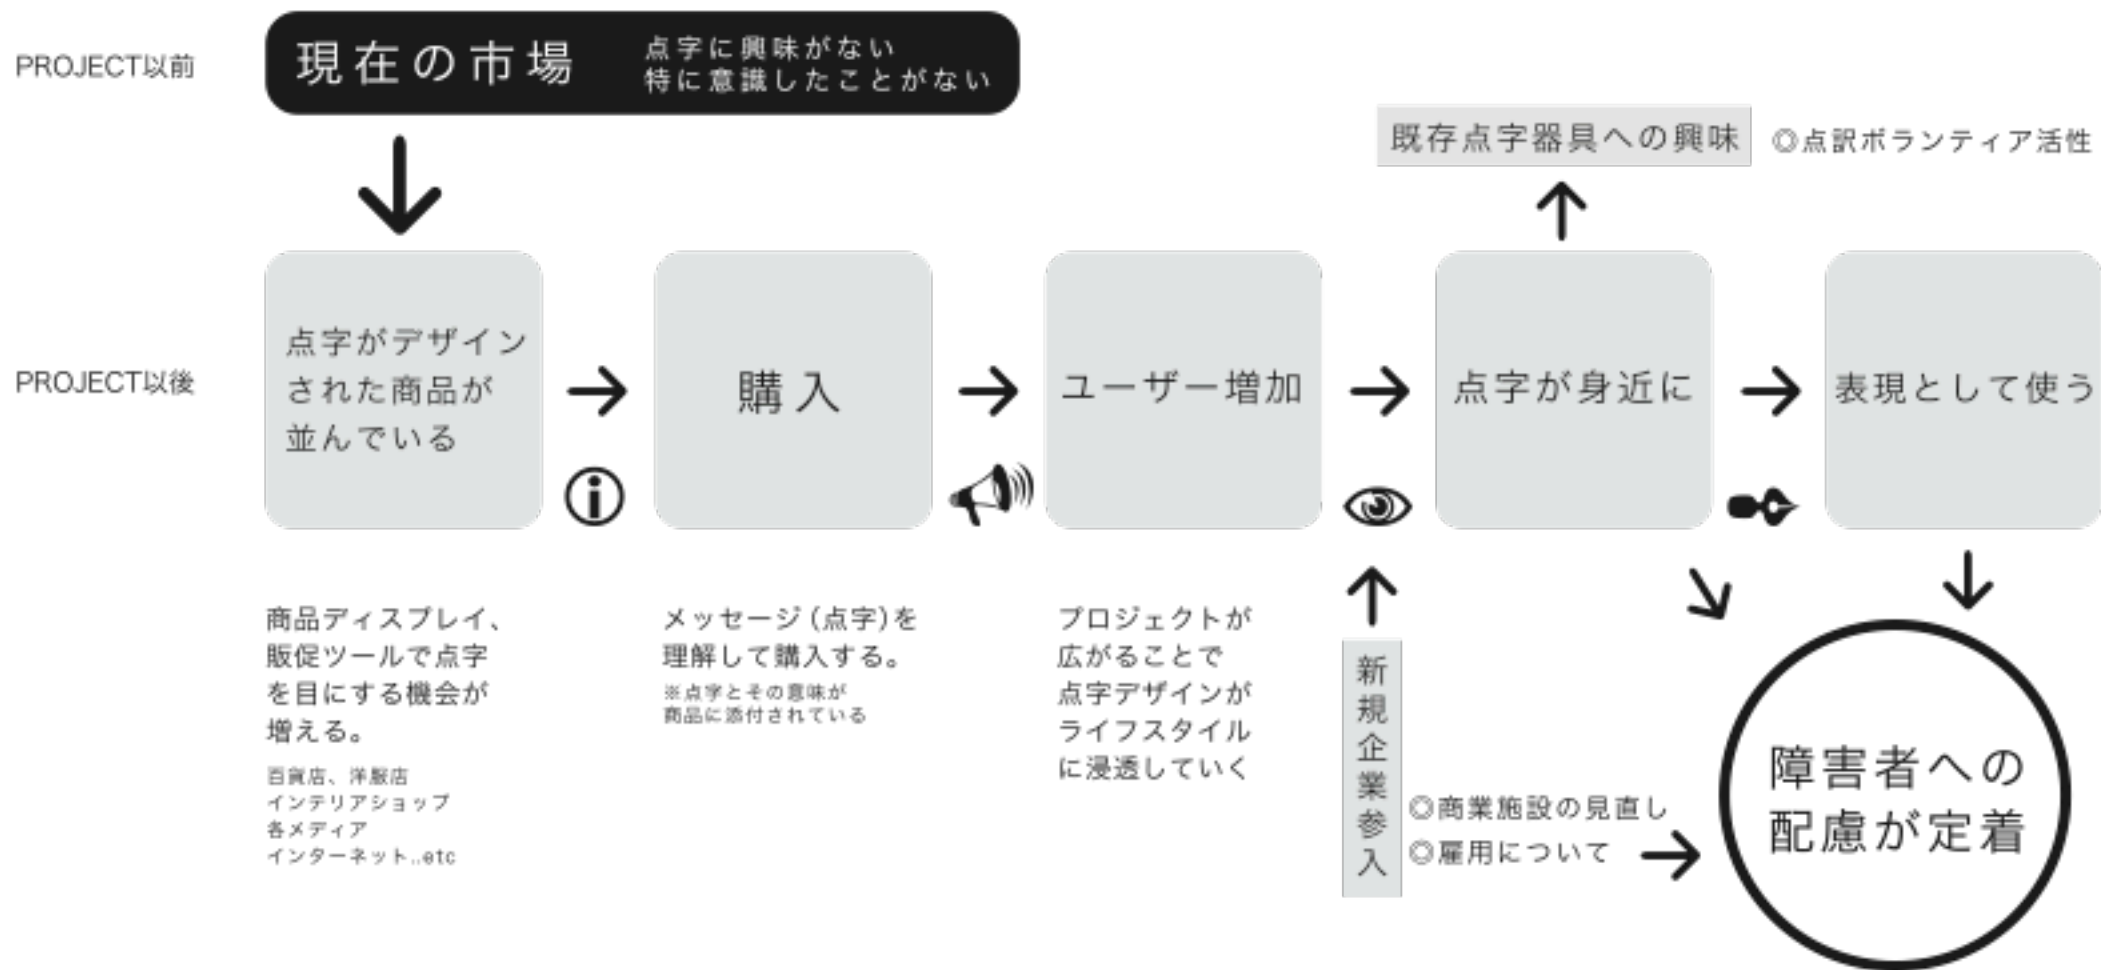 PROJECT以前
現在の市場
点字に興味がない
特に意識したことがない
既存点字器具への興味
◎点訳ボランティア活性
PROJECT以後
点字がデザイン
された商品が
並んでいる
購入
ユーザー増加
点字が身近に
表現として使う
商品ディスプレイ、
販促ツールで点字
を目にする機会が
増える。
百貨店、洋服店
インテリアショップ
各メディア
インターネット..etc
メッセージ(点字)を
理解して購入する。
※点字とその意味が
商品に添付されている
プロジェクトが
広がることで
点字デザインが
ライフスタイル
に浸透していく
新規企業参入
◎商業施設の見直し
◎雇用について
障害者への
配慮が定着